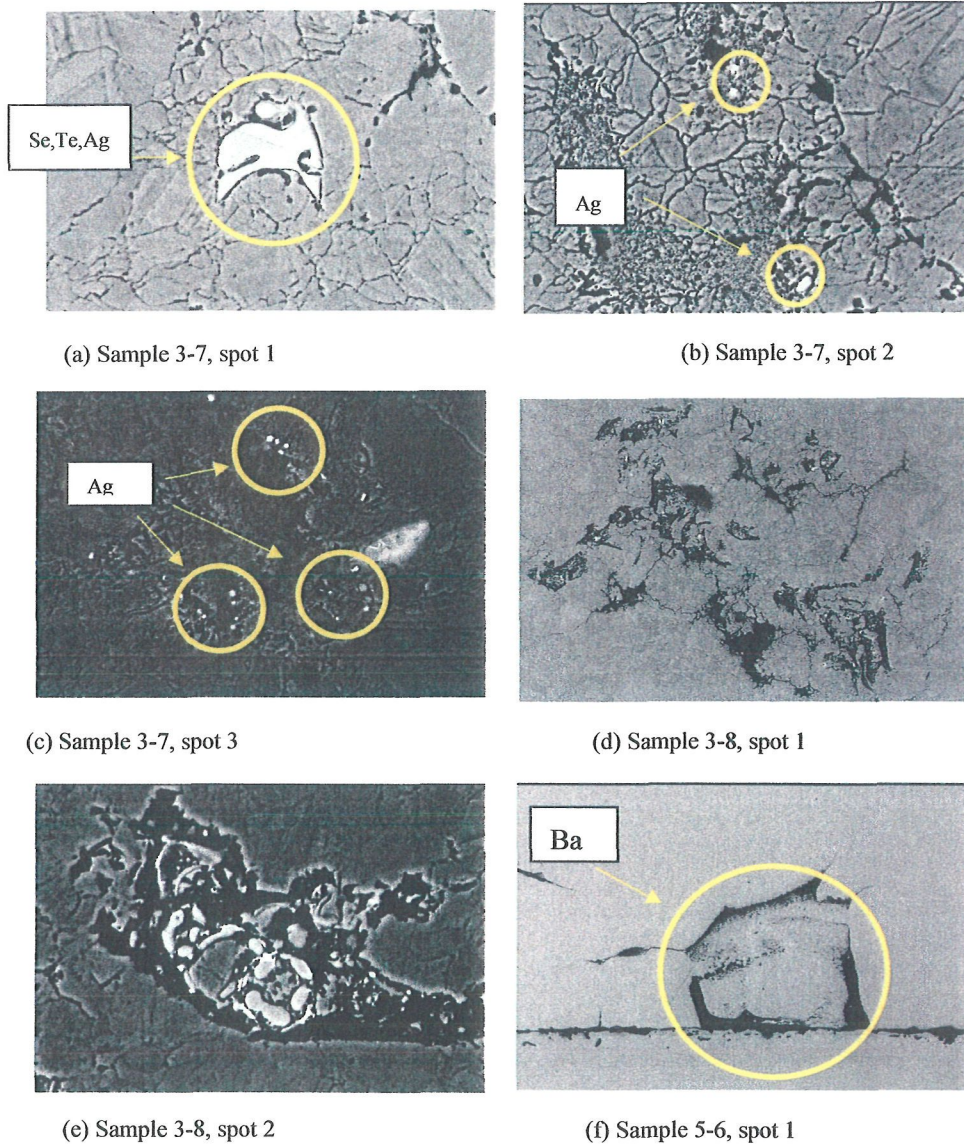 Se,Te,Ag
Ag
(a) Sample 3-7, spot 1
(b) Sample 3-7, spot 2
Ag
(c) Sample 3-7, spot 3
(d) Sample 3-8, spot 1
Ba
(e) Sample 3-8, spot 2
(f) Sample 5-6, spot 1